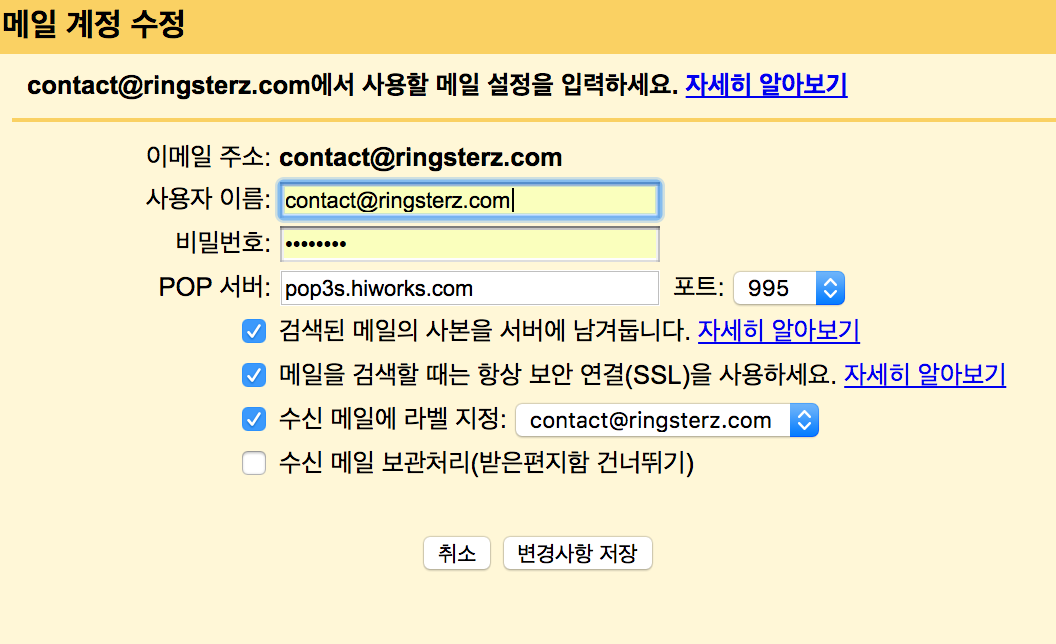 메일 계정 수정
contact@ringsterz.com에서 사용할 메일 설정을 입력하세요. 자세히 알아보기
이메일 주소: contact@ringsterz.com
사용자 이름: contact@ringsterz.com
비밀번호: ••••••••
POP 서버: pop3s.hiworks.com 포트: 995
검색된 메일의 사본을 서버에 남겨둡니다. 자세히 알아보기
메일을 검색할 때는 항상 보안 연결(SSL)을 사용하세요. 자세히 알아보기
수신 메일에 라벨 지정: contact@ringsterz.com
수신 메일 보관처리(받은편지함 건너뛰기)
취소 변경사항 저장